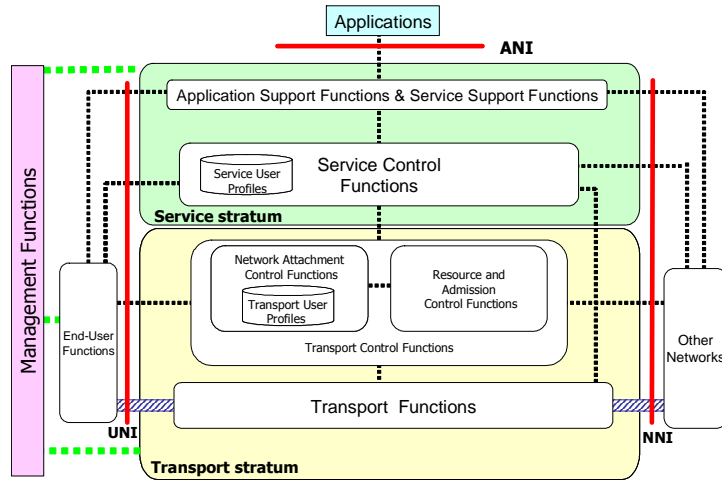 Applications
ANI
Management Functions
Application Support Functions & Service Support Functions
Service User
Profiles
Service Control
Functions
Service stratum
Network Attachment
Control Functions
Transport User
Profiles
Resource and
Admission
Control Functions
Transport Control Functions
End-User
Functions
Other
Networks
Transport Functions
UNI
NNI
Transport stratum